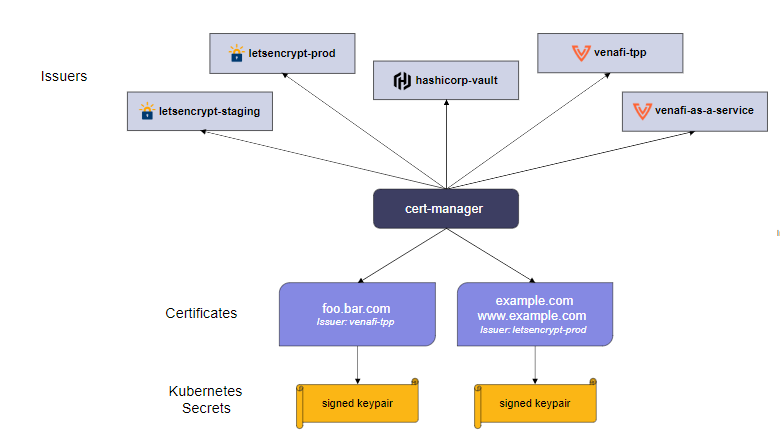 Issuers
letsencrypt-prod
venafi-tpp
hashicorp-vault
letsencrypt-staging
venafi-as-a-service
cert-manager
Certificates
foo.bar.com
Issuer: venafi-tpp
example.com
www.example.com
Issuer: letsencrypt-prod
Kubernetes
Secrets
signed keypair
signed keypair